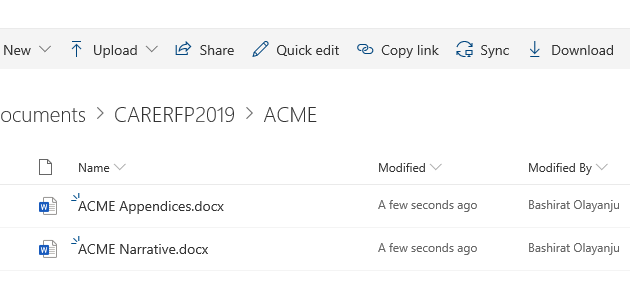 New Upload Share Quick edit Copy link Sync Download
ocuments > CARERFP2019 > ACME
Name Modified Modified By
ACME Appendices.docx A few seconds ago Bashirat Olayanju
ACME Narrative.docx A few seconds ago Bashirat Olayanju